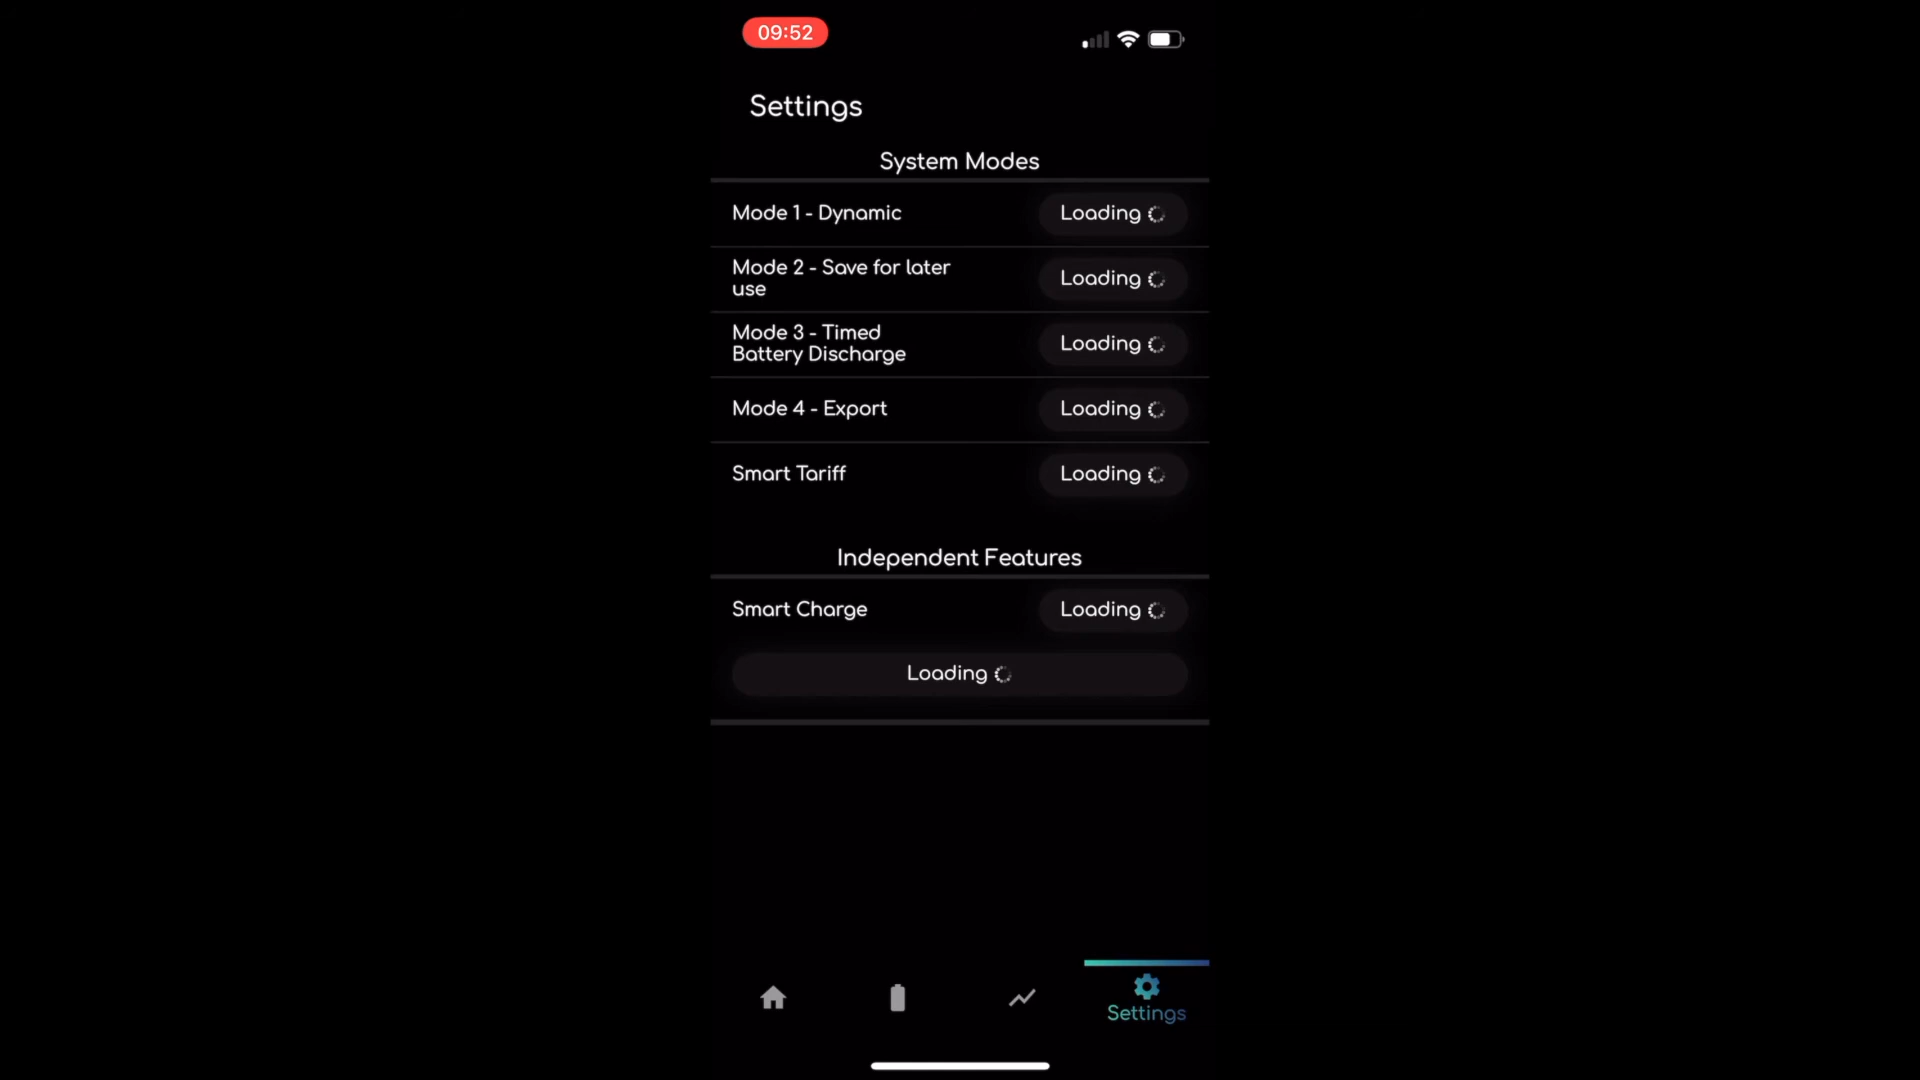 09:52
Settings
System Modes
Mode 1 - Dynamic
Loading
Mode 2 - Save for later
use
Loading
Mode 3 - Timed
Battery Discharge
Loading
Mode 4 - Export
Loading
Smart Tariff
Loading
Independent Features
Smart Charge
Loading
Loading
Settings